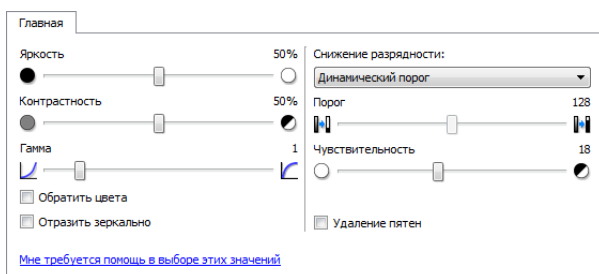 Главная
Яркость 50%
Контрастность 50%
Гамма 1
Обратить цвета
Отразить зеркально
Мне требуется помощь в выборе этих значений
Снижение разрядности:
Динамический порог
Порог 128
Чувствительность 18
Удаление пятен